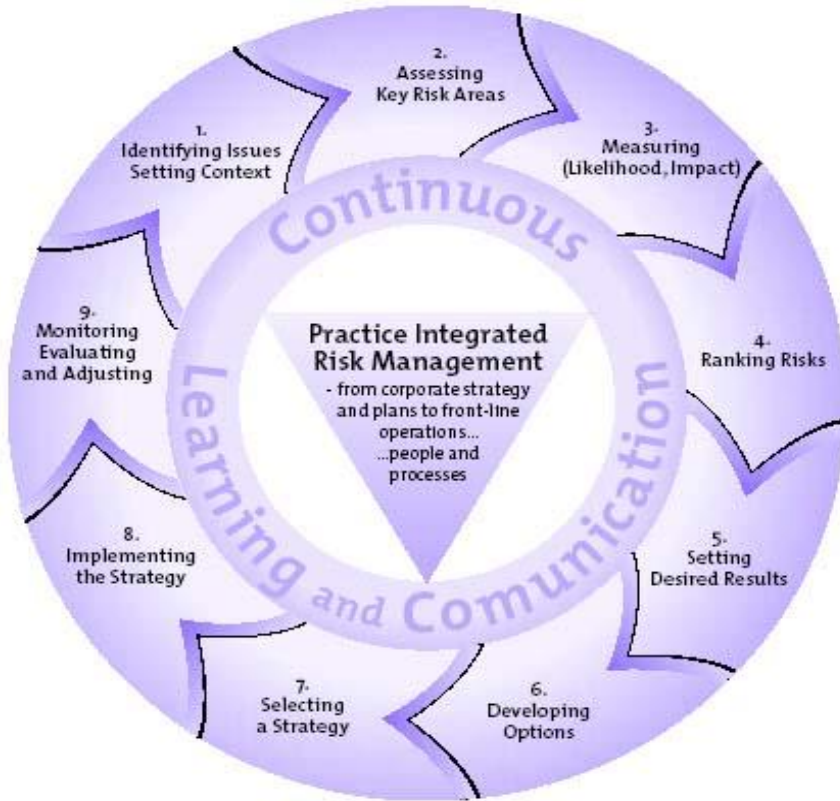 1.
Identifying Issues
Setting Context
2.
Assessing
Key Risk Areas
3.
Measuring
(Likelihood, Impact)
4.
Ranking Risks
5.
Setting
Desired Results
6.
Developing
Options
7.
Selecting
a Strategy
8.
Implementing
the Strategy
9.
Monitoring
Evaluating
and Adjusting
Continuous
Learning and Comunication
Practice Integrated
Risk Management
- from corporate strategy
and plans to front-line
operations...
...people and
processes